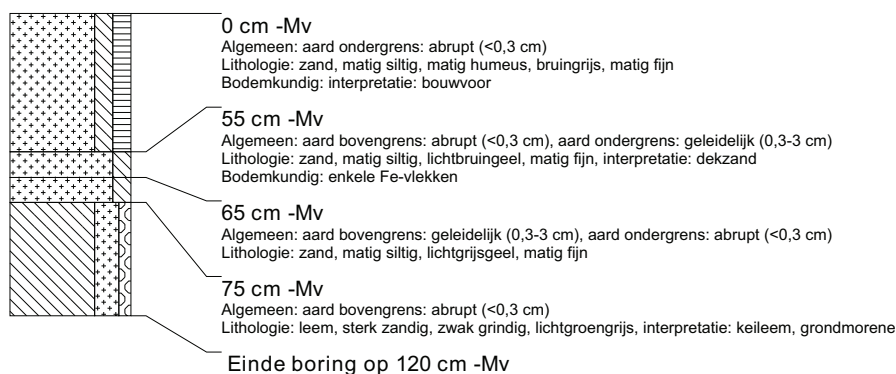 0 cm -Mv
Algemeen: aard ondergrens: abrupt (<0,3 cm)
Lithologie: zand, matig siltig, matig humeus, bruingrijs, matig fijn
Bodemkundig: interpretatie: bouwvoor
55 cm -Mv
Algemeen: aard bovengrens: abrupt (<0,3 cm), aard ondergrens: geleidelijk (0,3-3 cm)
Lithologie: zand, matig siltig, lichtbruingeel, matig fijn, interpretatie: dekzand
Bodemkundig: enkele Fe-vlekken
65 cm -Mv
Algemeen: aard bovengrens: geleidelijk (0,3-3 cm), aard ondergrens: abrupt (<0,3 cm)
Lithologie: zand, matig siltig, lichtgrijsgeel, matig fijn
75 cm -Mv
Algemeen: aard bovengrens: abrupt (<0,3 cm)
Lithologie: leem, sterk zandig, zwak grindig, lichtgroengrijs, interpretatie: keileem, grondmorene
Einde boring op 120 cm -Mv